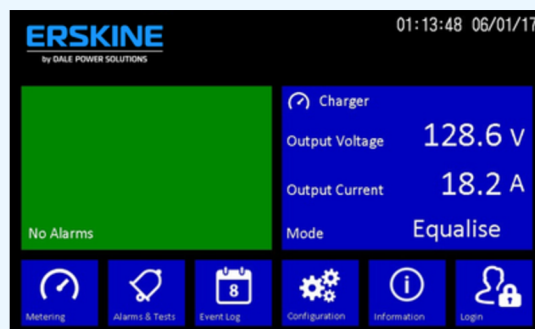 01:13:48 06/01/17
ERSKINE
by DALE POWER SOLUTIONS
Charger
Output Voltage 128.6 V
Output Current 18.2 A
No Alarms
Mode Equalise
8
Metering
Alarms & Tests
Event Log
Configuration
Information
Login